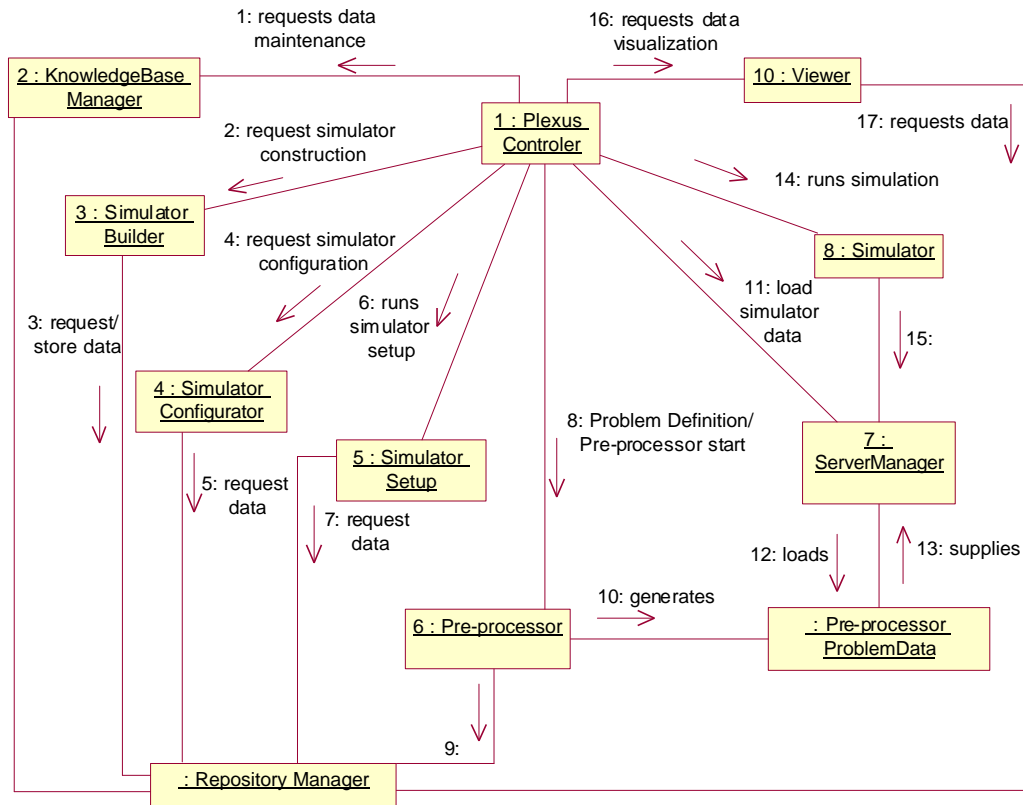 1: requests data
maintenance
16: requests data
visualization
2 : KnowledgeBase
Manager
10 : Viewer
1 : Plexus
Controler
17: requests data
2: request simulator
construction
14: runs simulation
3 : Simulator
Builder
4: request simulator
configuration
8 : Simulator
6: runs
simulator
setup
11: load
simulator
data
3: request/
store data
15:
4 : Simulator
Configurator
8: Problem Definition/
Pre-processor start
7 :
ServerManager
5 : Simulator
Setup
5: request
data
7: request
data
12: loads
13: supplies
10: generates
6 : Pre-processor
: Pre-processor
ProblemData
9:
: Repository Manager